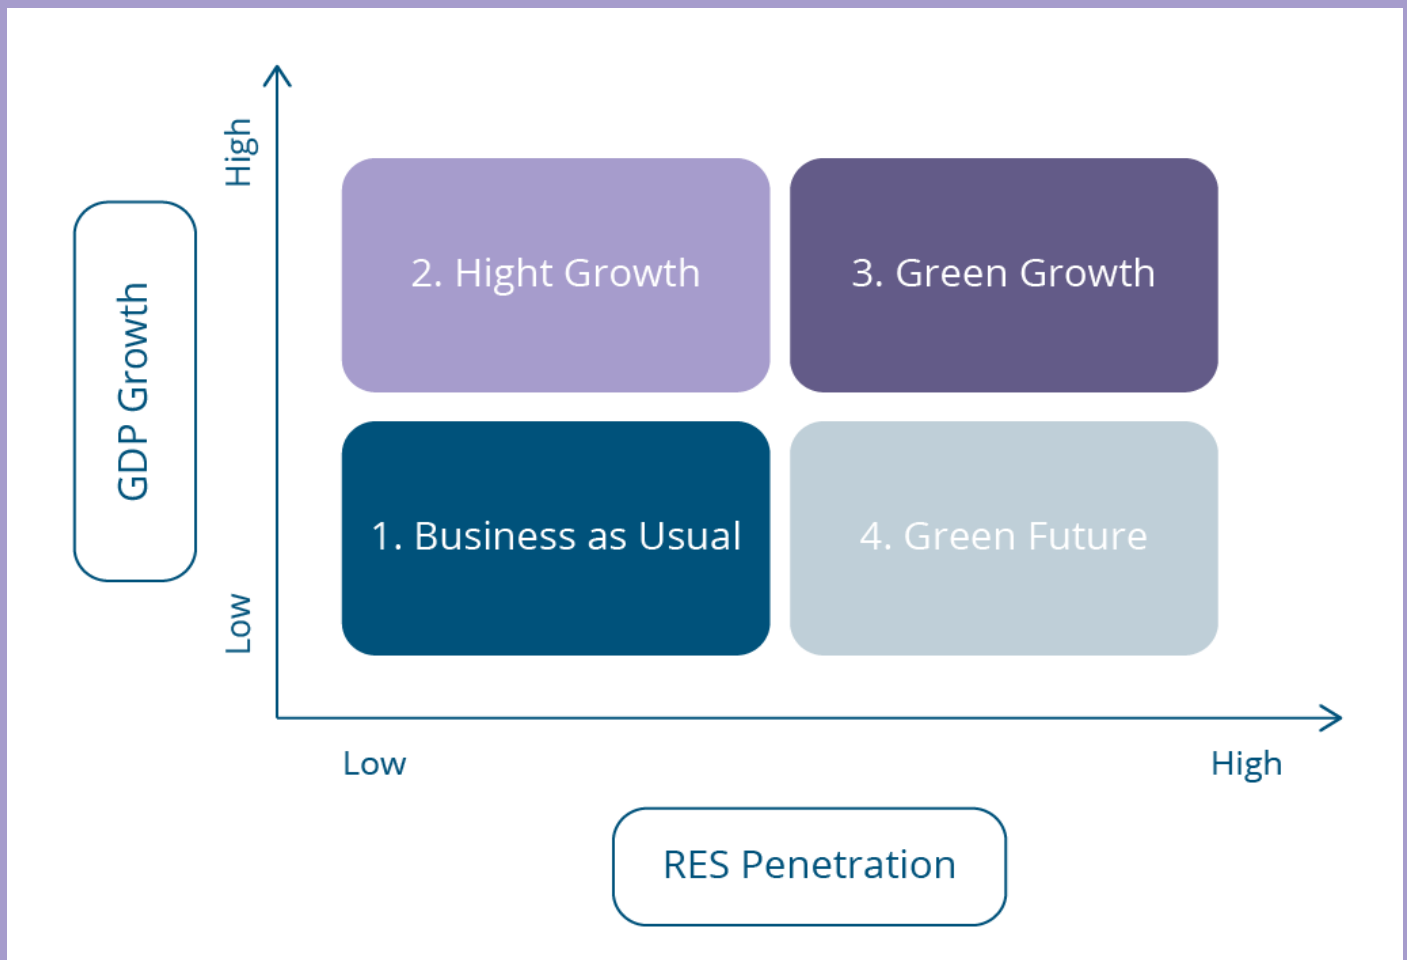 High
GDP Growth
Low
2. Hight Growth
3. Green Growth
1. Business as Usual
4. Green Future
Low
High
RES Penetration